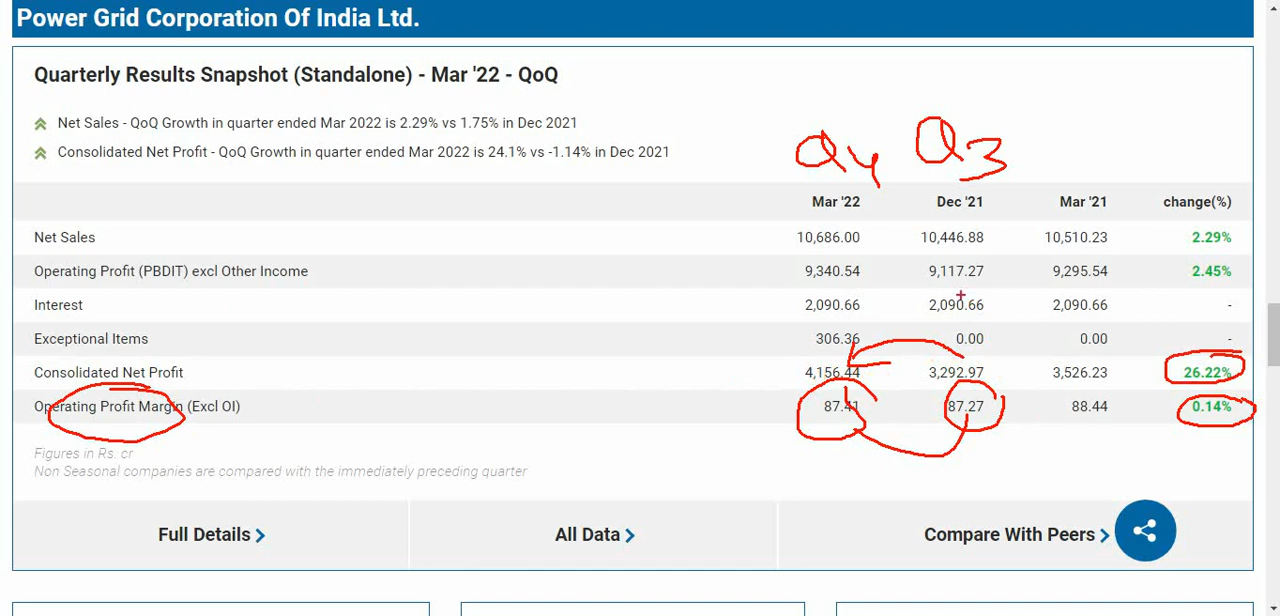 Power Grid Corporation Of India Ltd.
Quarterly Results Snapshot (Standalone) - Mar '22 - QoQ
Net Sales - QoQ Growth in quarter ended Mar 2022 is 2.29% vs 1.75% in Dec 2021
Consolidated Net Profit - QoQ Growth in quarter ended Mar 2022 is 24.1% vs -1.14% in Dec 2021
Q4 Q3
Mar '22 Dec '21 Mar '21 change(%)
Net Sales 10,686.00 10,446.88 10,510.23 2.29%
Operating Profit (PBDIT) excl Other Income 9,340.54 9,117.27 9,295.54 2.45%
Interest 2,090.66 2,090.66 2,090.66 -
Exceptional Items 306.36 0.00 0.00 -
Consolidated Net Profit 4,156.44 3,292.97 3,526.23 26.22%
Operating Profit Margin (Excl OI) 87.41 87.27 88.44 0.14%
Figures in Rs. cr
Non Seasonal companies are compared with the immediately preceding quarter
Full Details All Data Compare With Peers